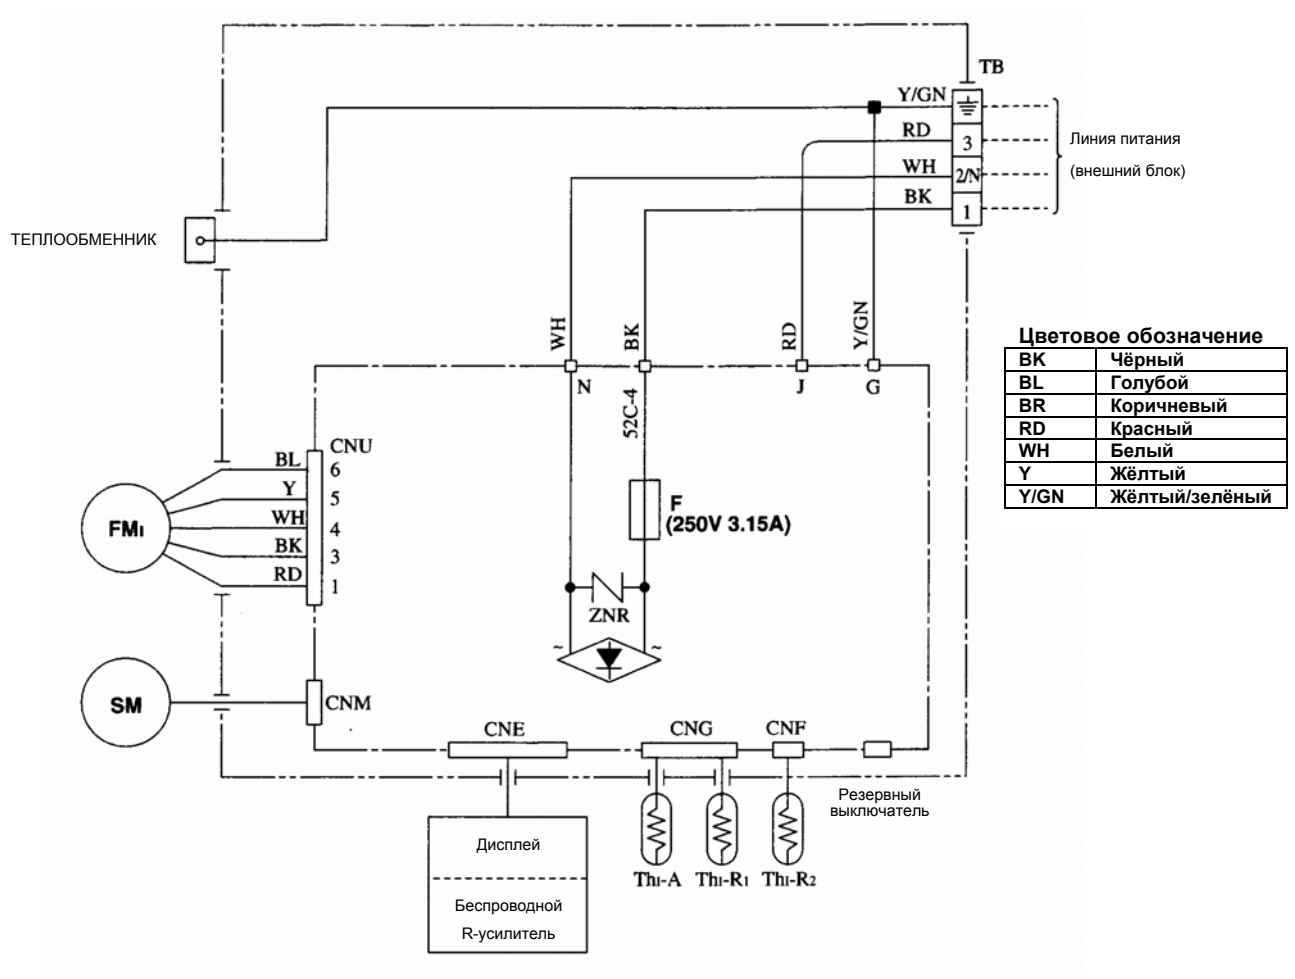 TB
Y/GN
RD
3
Линия питания
WH
2/N
(внешний блок)
BK
1
ТЕПЛООБМЕННИК
WH
BK
RD
Y/GN
N
52C-4
J
G
Цветовое обозначение
BK Чёрный
BL Голубой
BR Коричневый
RD Красный
WH Белый
Y Жёлтый
Y/GN Жёлтый/зелёный
CNU
BL 6
Y 5
FMI
WH 4
BK 3
RD 1
F
(250V 3.15A)
ZNR
~ ~
SM
CNM
CNE
CNG
CNF
Резервный
выключатель
Дисплей
Беспроводной
R-усилитель
ThI-A
ThI-R1
ThI-R2